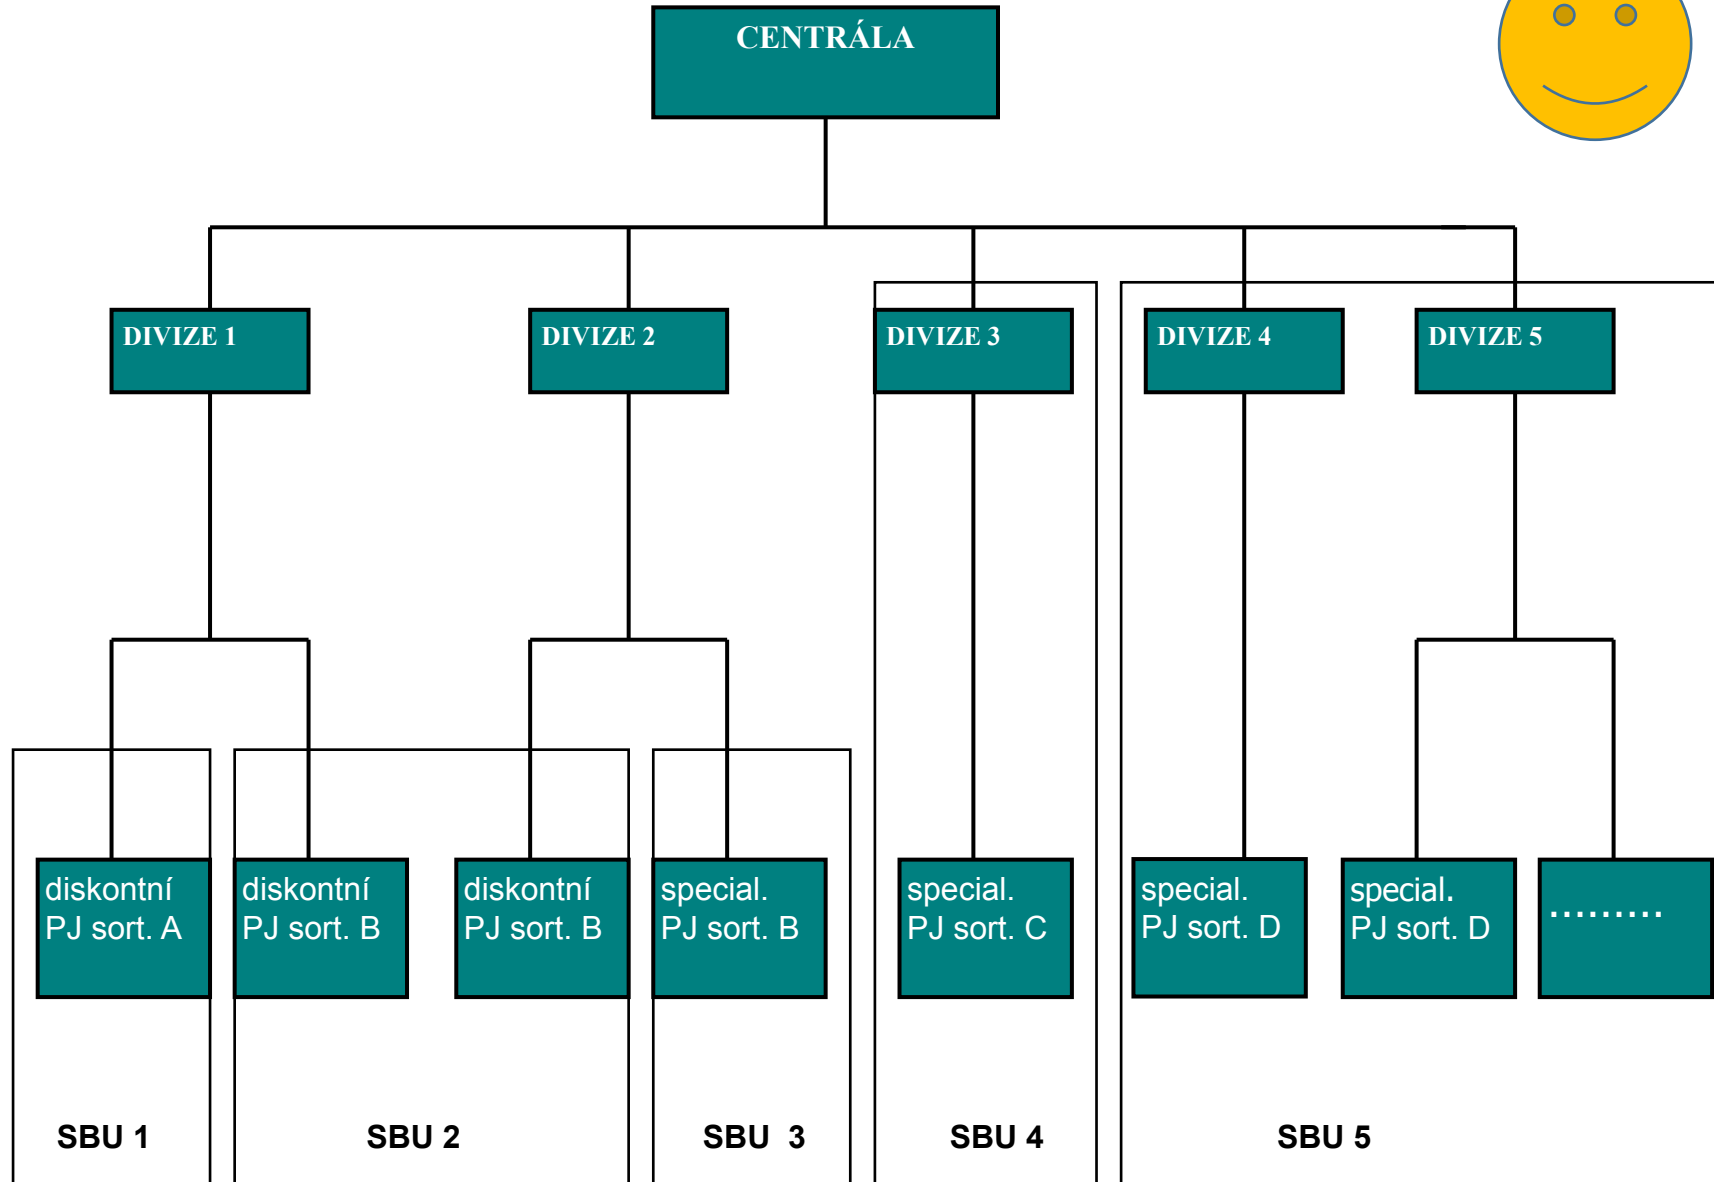 CENTRÁLA
DIVIZE 1
DIVIZE 2
DIVIZE 3
DIVIZE 4
DIVIZE 5
diskontní
PJ sort. A
diskontní
PJ sort. B
diskontní
PJ sort. B
special.
PJ sort. B
special.
PJ sort. C
special.
PJ sort. D
special.
PJ sort. D
.........
SBU 1
SBU 2
SBU  3
SBU 4
SBU 5